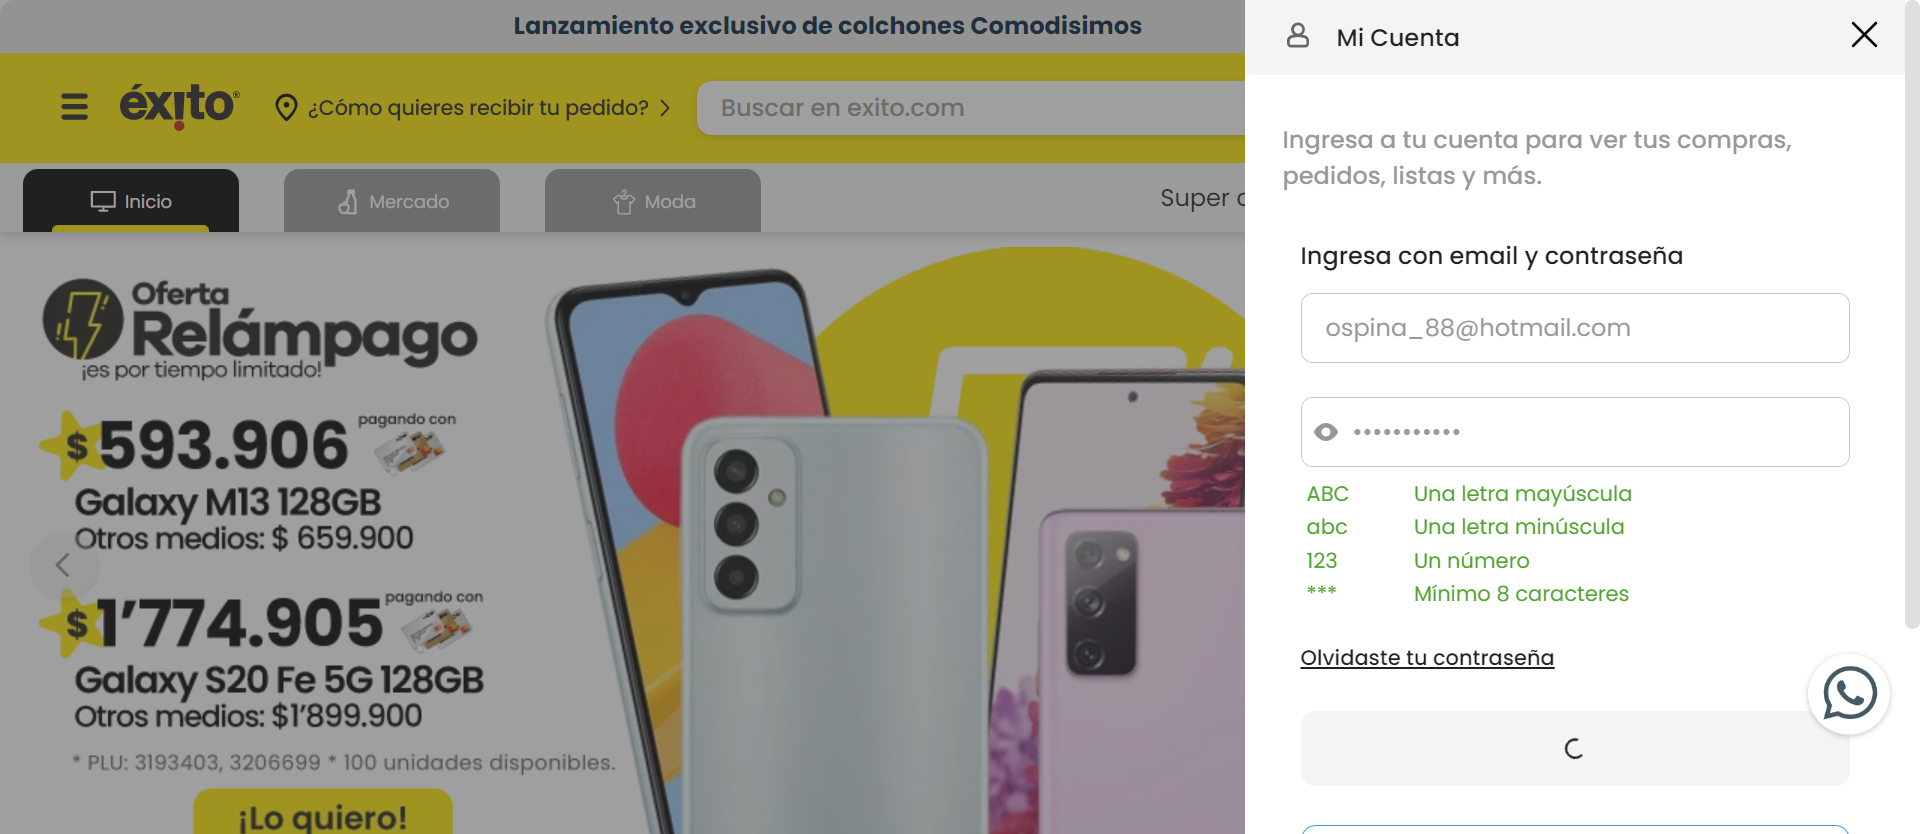 Lanzamiento exclusivo de colchones Comodisimos
éxito®
¿Cómo quieres recibir tu pedido?
Buscar en exito.com
Inicio
Mercado
Moda
Super
Oferta
Relámpago
¡es por tiempo limitado!
$593.906
pagando con
Galaxy M13 128GB
Otros medios: $ 659.900
$1'774.905
pagando con
Galaxy S20 Fe 5G 128GB
Otros medios: $1'899.900
* PLU: 3193403, 3206699 * 100 unidades disponibles.
¡Lo quiero!
Mi Cuenta
Ingresa a tu cuenta para ver tus compras,
pedidos, listas y más.
Ingresa con email y contraseña
ospina_88@hotmail.com
•••••••••••
ABC Una letra mayúscula
abc Una letra minúscula
123 Un número
*** Mínimo 8 caracteres
Olvidaste tu contraseña